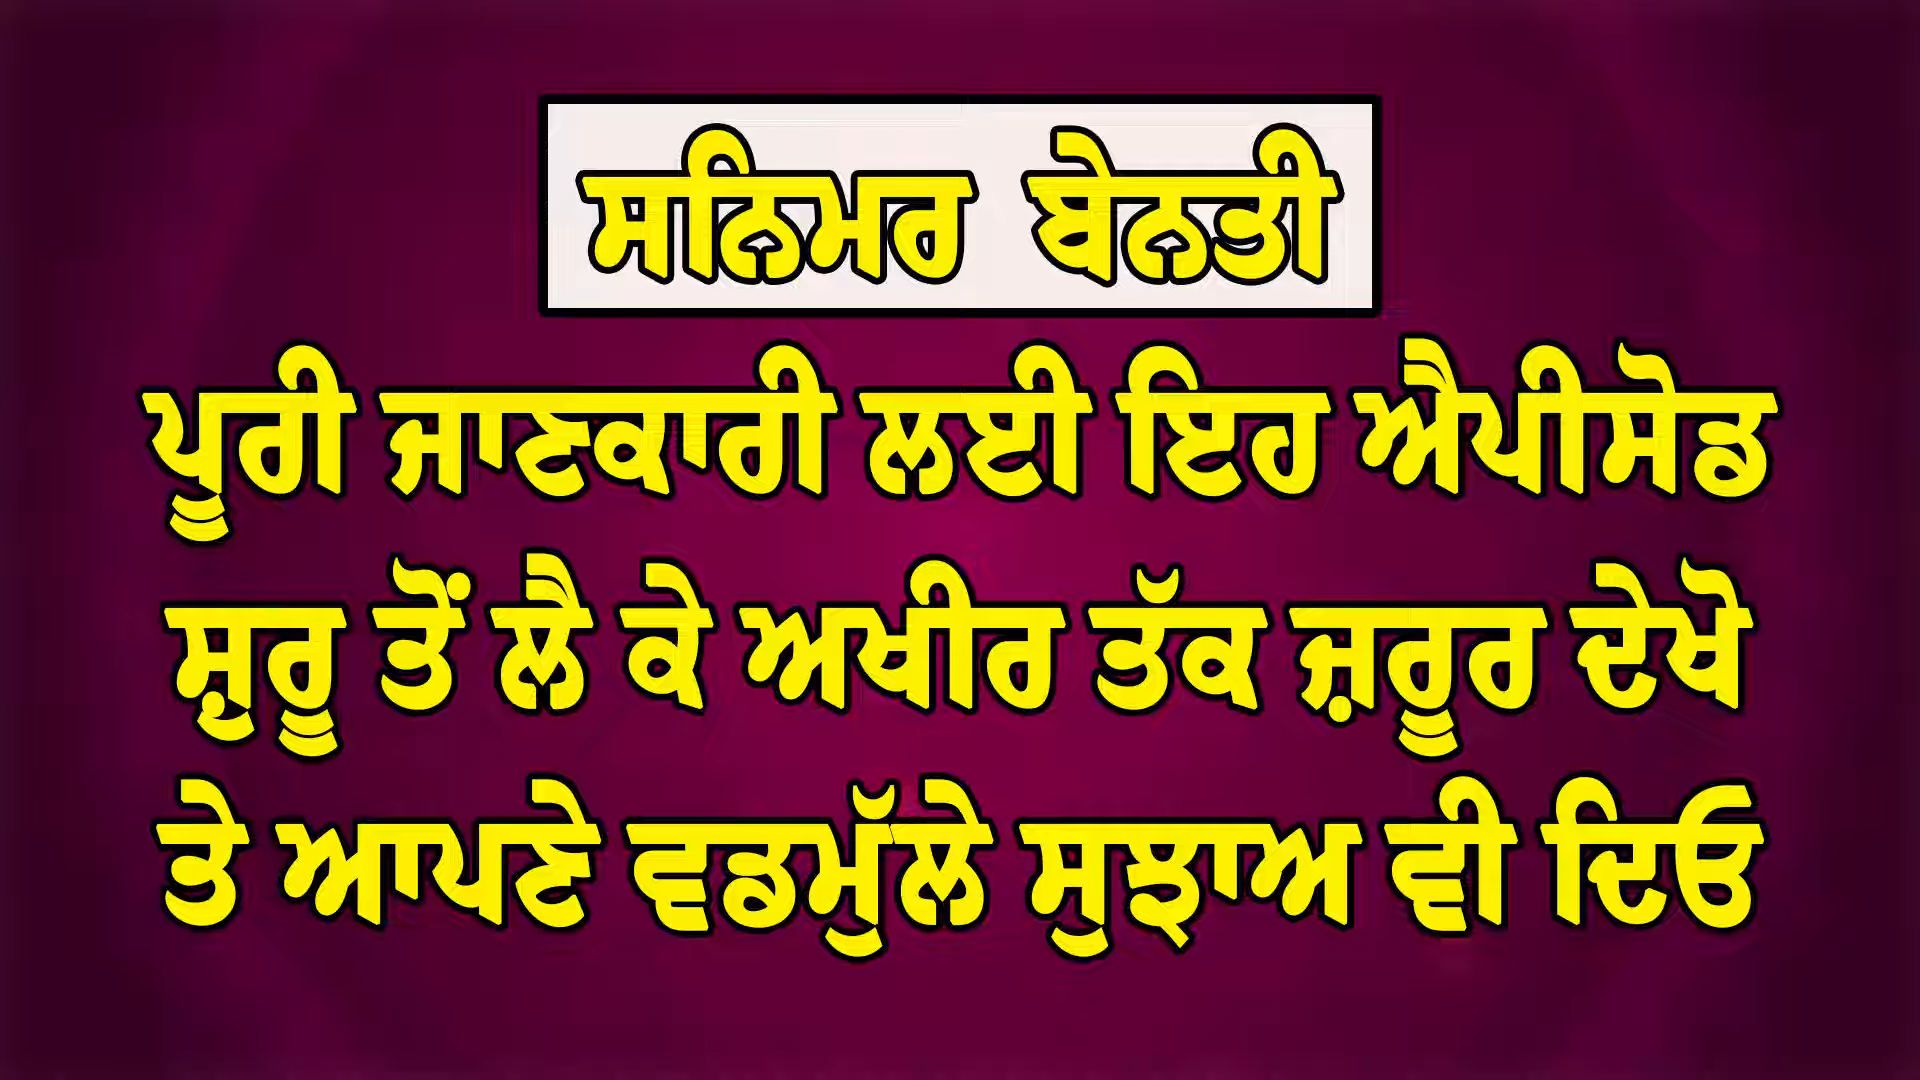 ਸਨਿਮਰ ਬੇਨਤੀ
ਪੂਰੀ ਜਾਣਕਾਰੀ ਲਈ ਇਹ ਐਪੀਸੋਡ
ਸ਼ੁਰੂ ਤੋਂ ਲੈ ਕੇ ਅਖੀਰ ਤੱਕ ਜ਼ਰੂਰ ਦੇਖੋ
ਤੇ ਆਪਣੇ ਵਡਮੁੱਲੇ ਸੁਝਾਅ ਵੀ ਦਿਓ